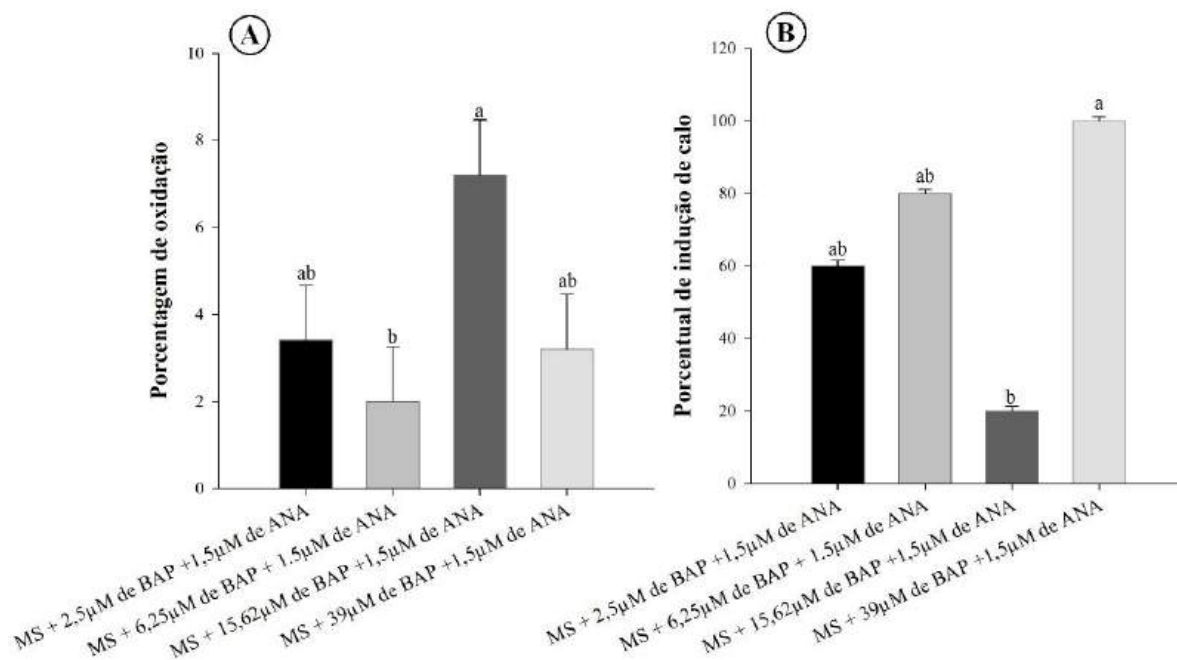 A
Porcentagem de oxidação
10
8
6
4
2
0
ab
b
a
ab
MS + 2,5µM de BAP +1,5µM de ANA
MS + 6,25µM de BAP + 1,5µM de ANA
MS + 15,62µM de BAP +1,5µM de ANA
MS + 39µM de BAP +1,5µM de ANA
B
Porcentual de indução de calo
120
100
80
60
40
20
0
ab
ab
b
a
MS + 2,5µM de BAP +1,5µM de ANA
MS + 6,25µM de BAP + 1,5µM de ANA
MS + 15,62µM de BAP +1,5µM de ANA
MS + 39µM de BAP +1,5µM de ANA